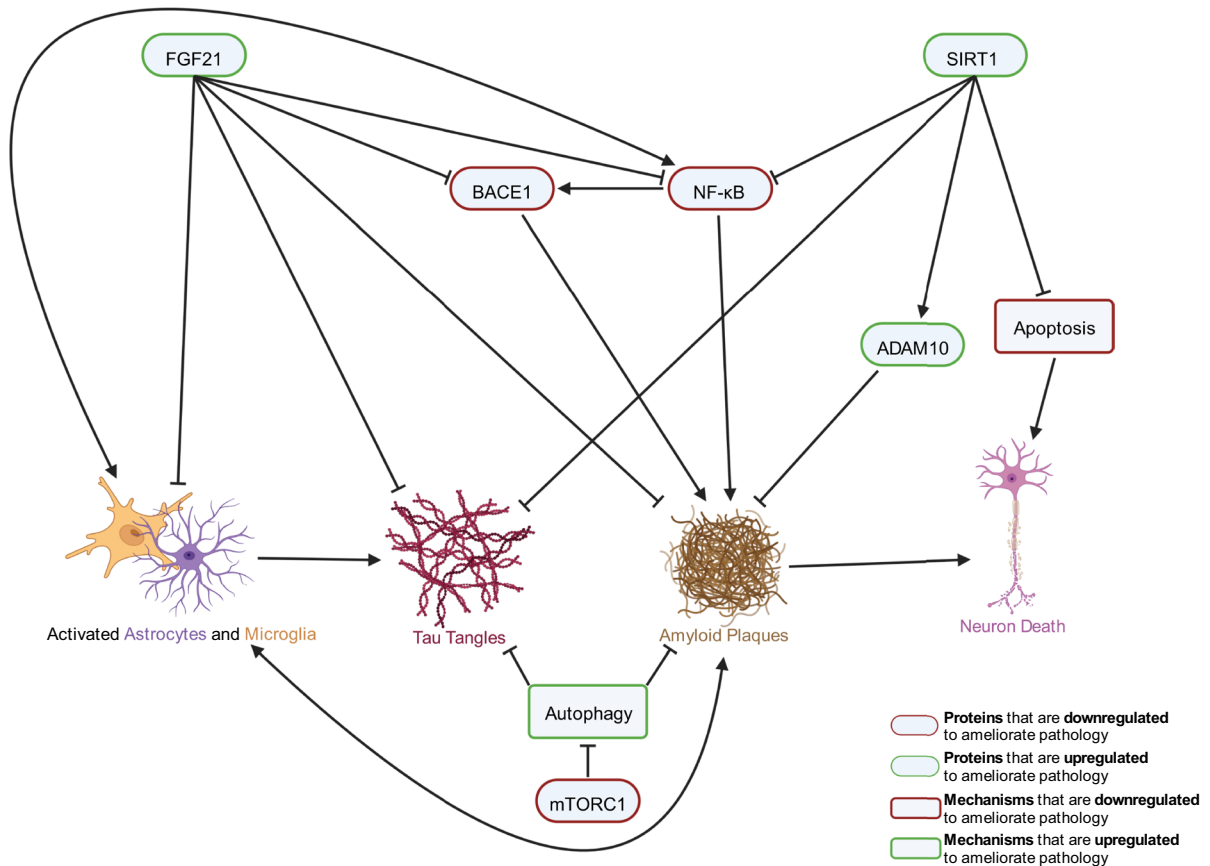 FGF21
SIRT1
BACE1
NF-κB
ADAM10
Apoptosis
Activated Astrocytes and Microglia
Tau Tangles
Amyloid Plaques
Neuron Death
Autophagy
mTORC1
Proteins that are downregulated
to ameliorate pathology
Proteins that are upregulated
to ameliorate pathology
Mechanisms that are downregulated
to ameliorate pathology
Mechanisms that are upregulated
to ameliorate pathology